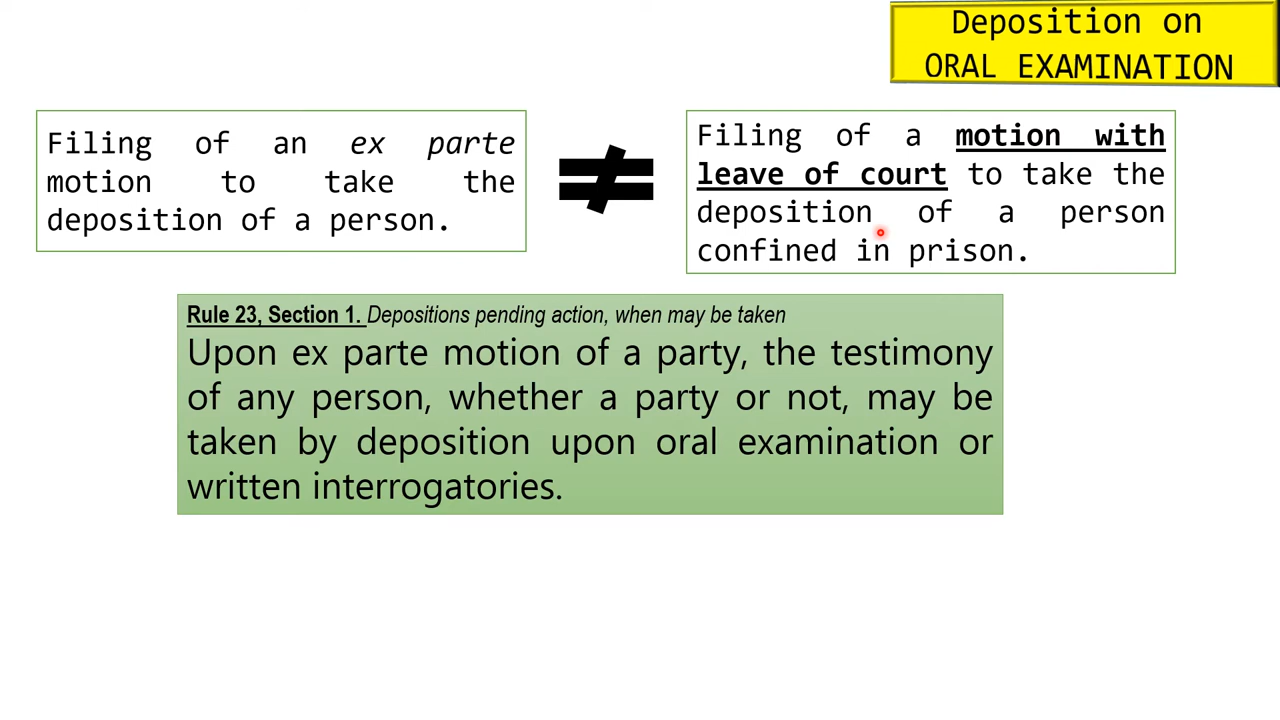 Deposition on
ORAL EXAMINATION
Filing of an ex parte
motion to take the
deposition of a person.
≠
Filing of a motion with
leave of court to take the
deposition of a person
confined in prison.
Rule 23, Section 1. Depositions pending action, when may be taken
Upon ex parte motion of a party, the testimony
of any person, whether a party or not, may be
taken by deposition upon oral examination or
written interrogatories.